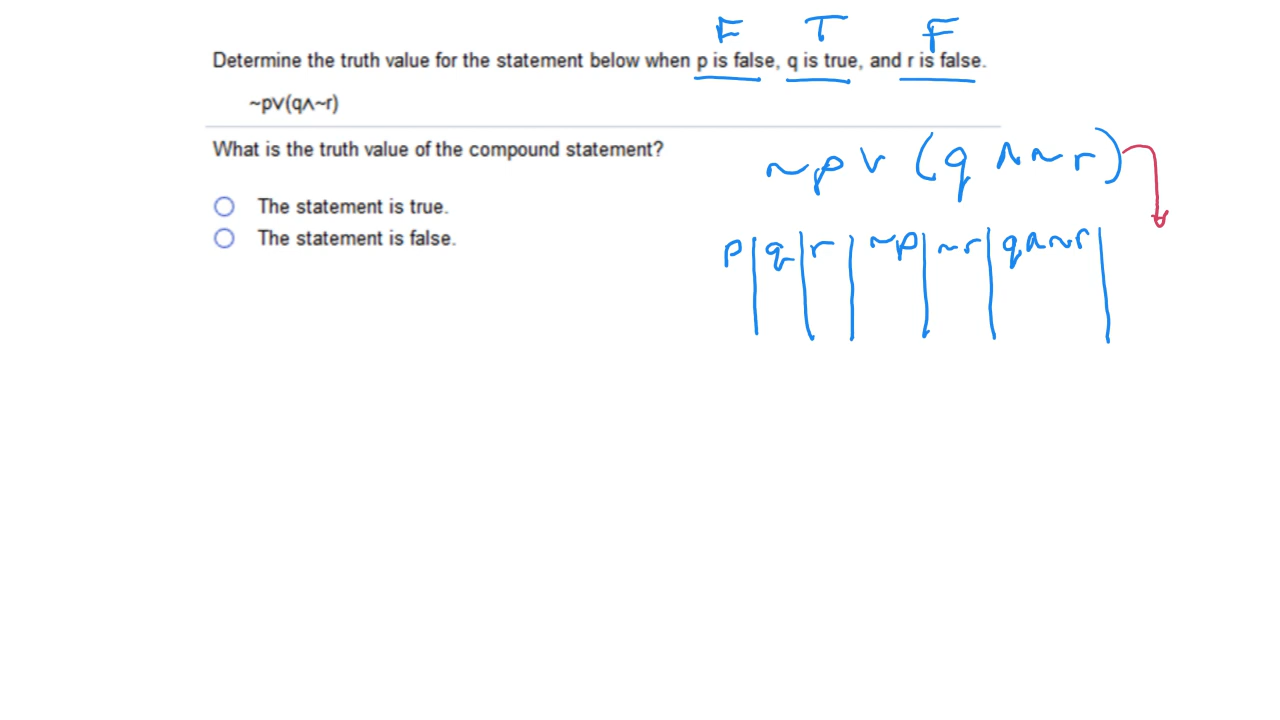 F T F
Determine the truth value for the statement below when p is false, q is true, and r is false.
~p∨(q∧~r)
What is the truth value of the compound statement?
~p ∨ (q ∧ ~r)
The statement is true.
The statement is false.
p | q | r | ~p | ~r | q∧~r |